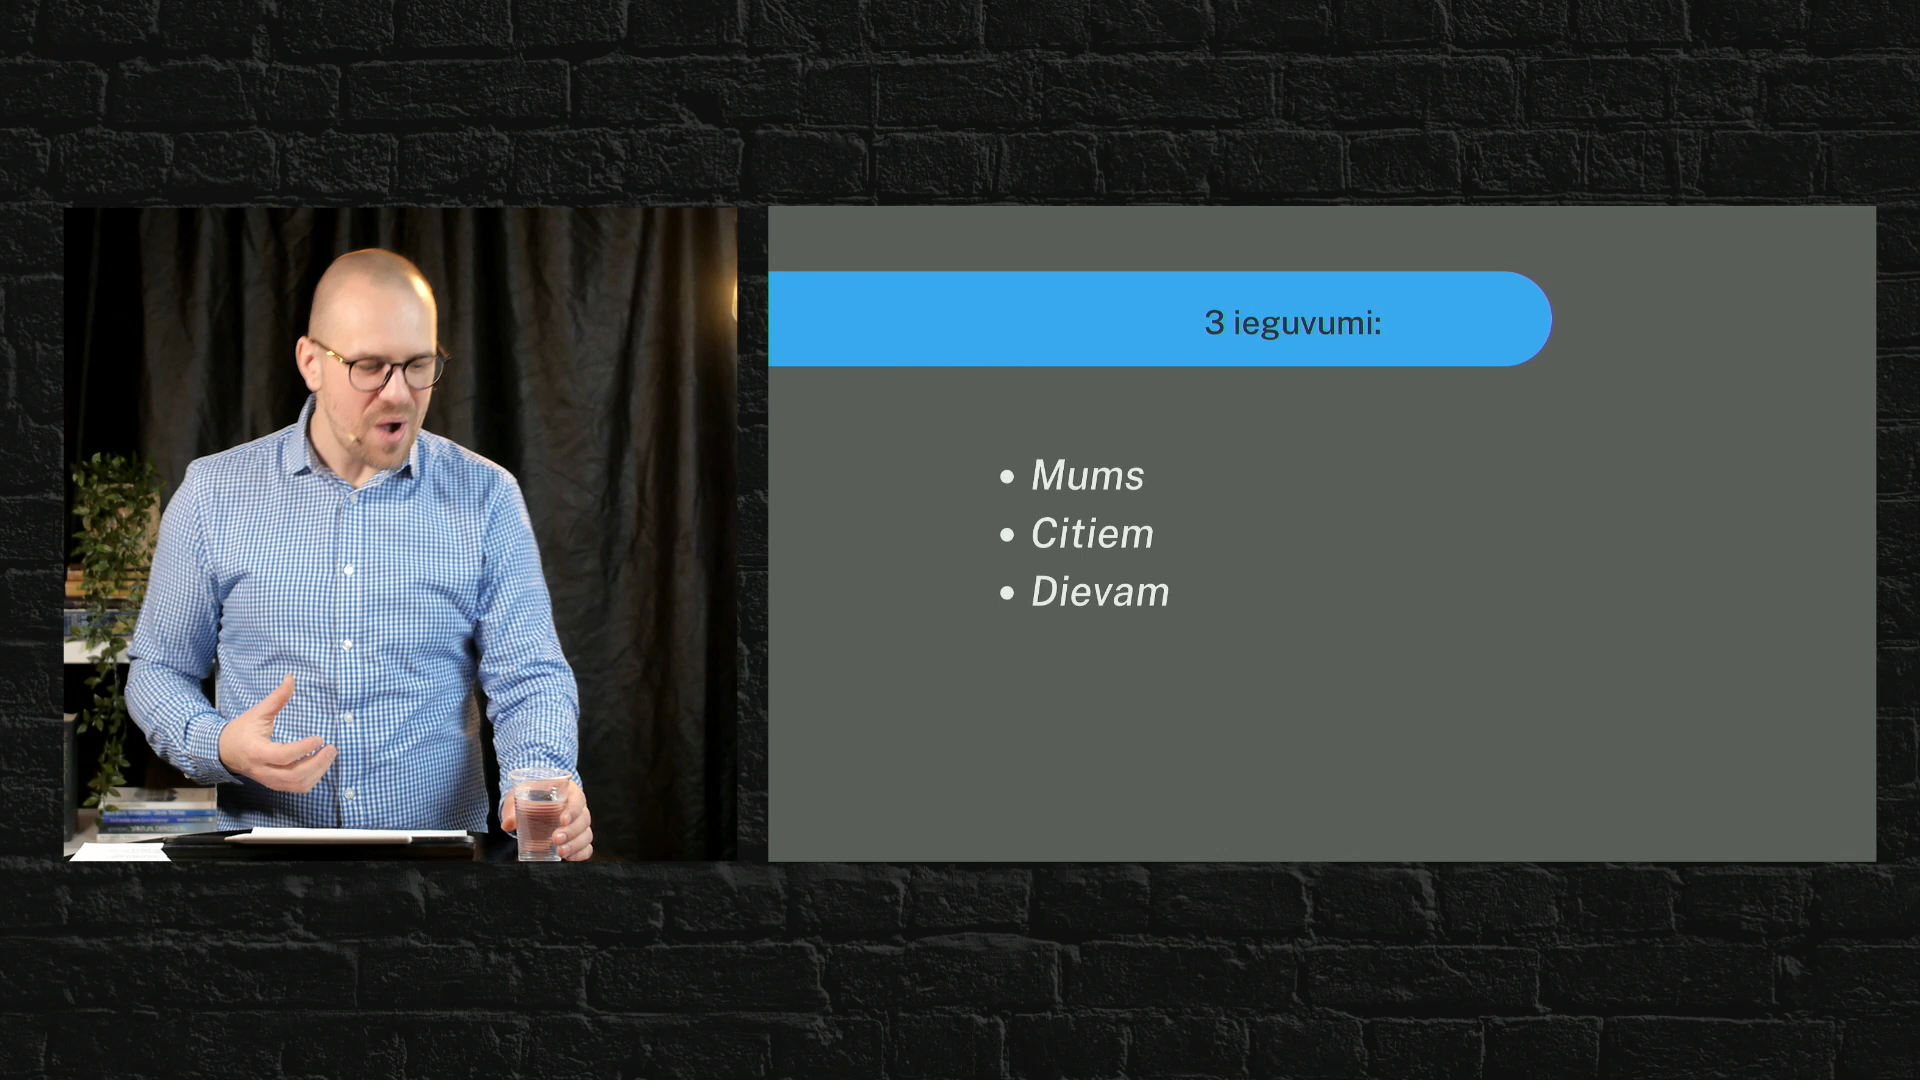 3 ieguvumi:
• Mums
• Citiem
• Dievam